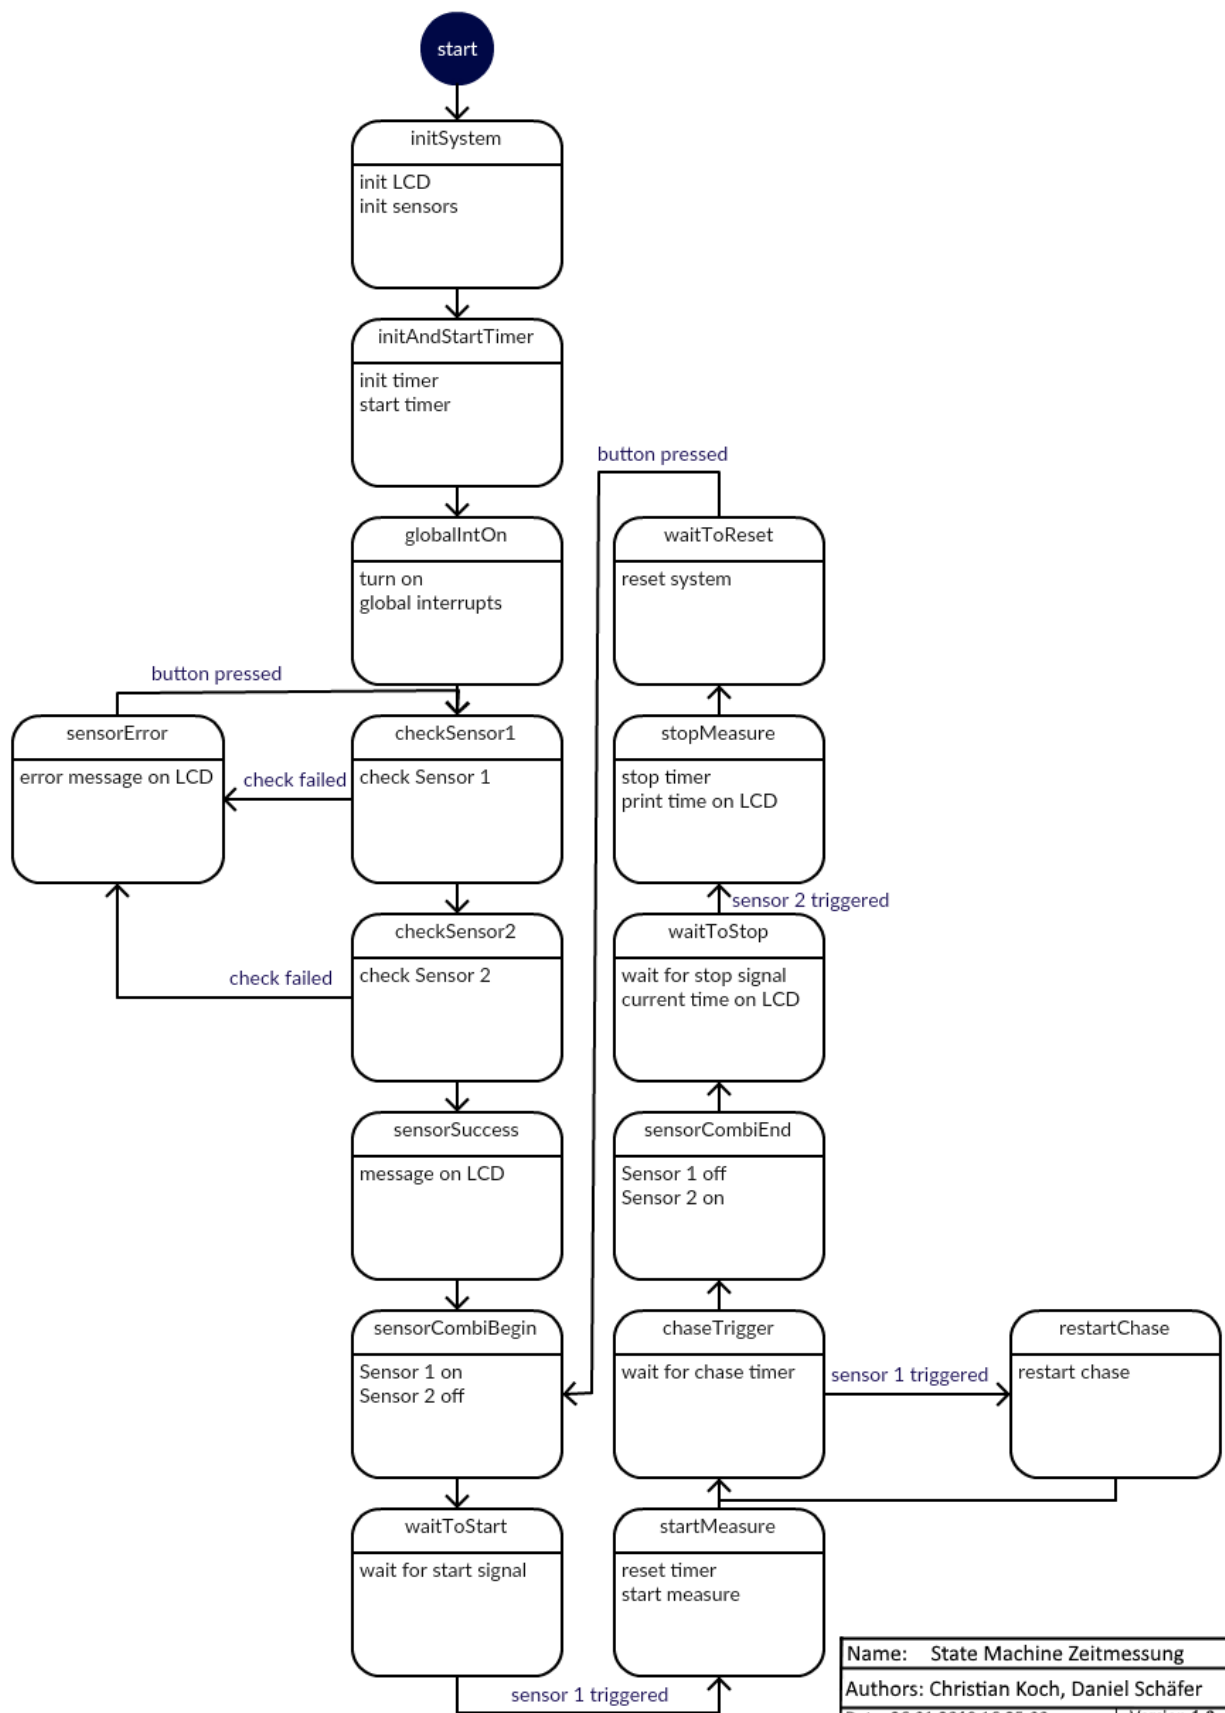 start
initSystem
init LCD
init sensors
initAndStartTimer
init timer
start timer
globalIntOn
turn on
global interrupts
button pressed
sensorError
error message on LCD
check failed
checkSensor1
check Sensor 1
check failed
checkSensor2
check Sensor 2
sensorSuccess
message on LCD
sensorCombiBegin
Sensor 1 on
Sensor 2 off
waitToStart
wait for start signal
sensor 1 triggered
button pressed
waitToReset
reset system
stopMeasure
stop timer
print time on LCD
sensor 2 triggered
waitToStop
wait for stop signal
current time on LCD
sensorCombiEnd
Sensor 1 off
Sensor 2 on
chaseTrigger
wait for chase timer
sensor 1 triggered
restartChase
restart chase
startMeasure
reset timer
start measure
Name: State Machine Zeitmessung
Authors: Christian Koch, Daniel Schäfer